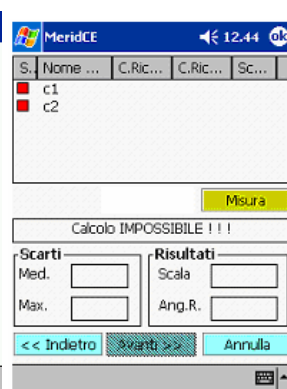 MeridCE 12.44 ok
S. Nome ... C.Ric... C.Ric... Sc...
c1
c2
Misura
Calcolo IMPOSSIBILE ! ! !
Scarti Risultati
Med. Scala
Max. Ang.R.
<< Indietro Avanti >> Annulla